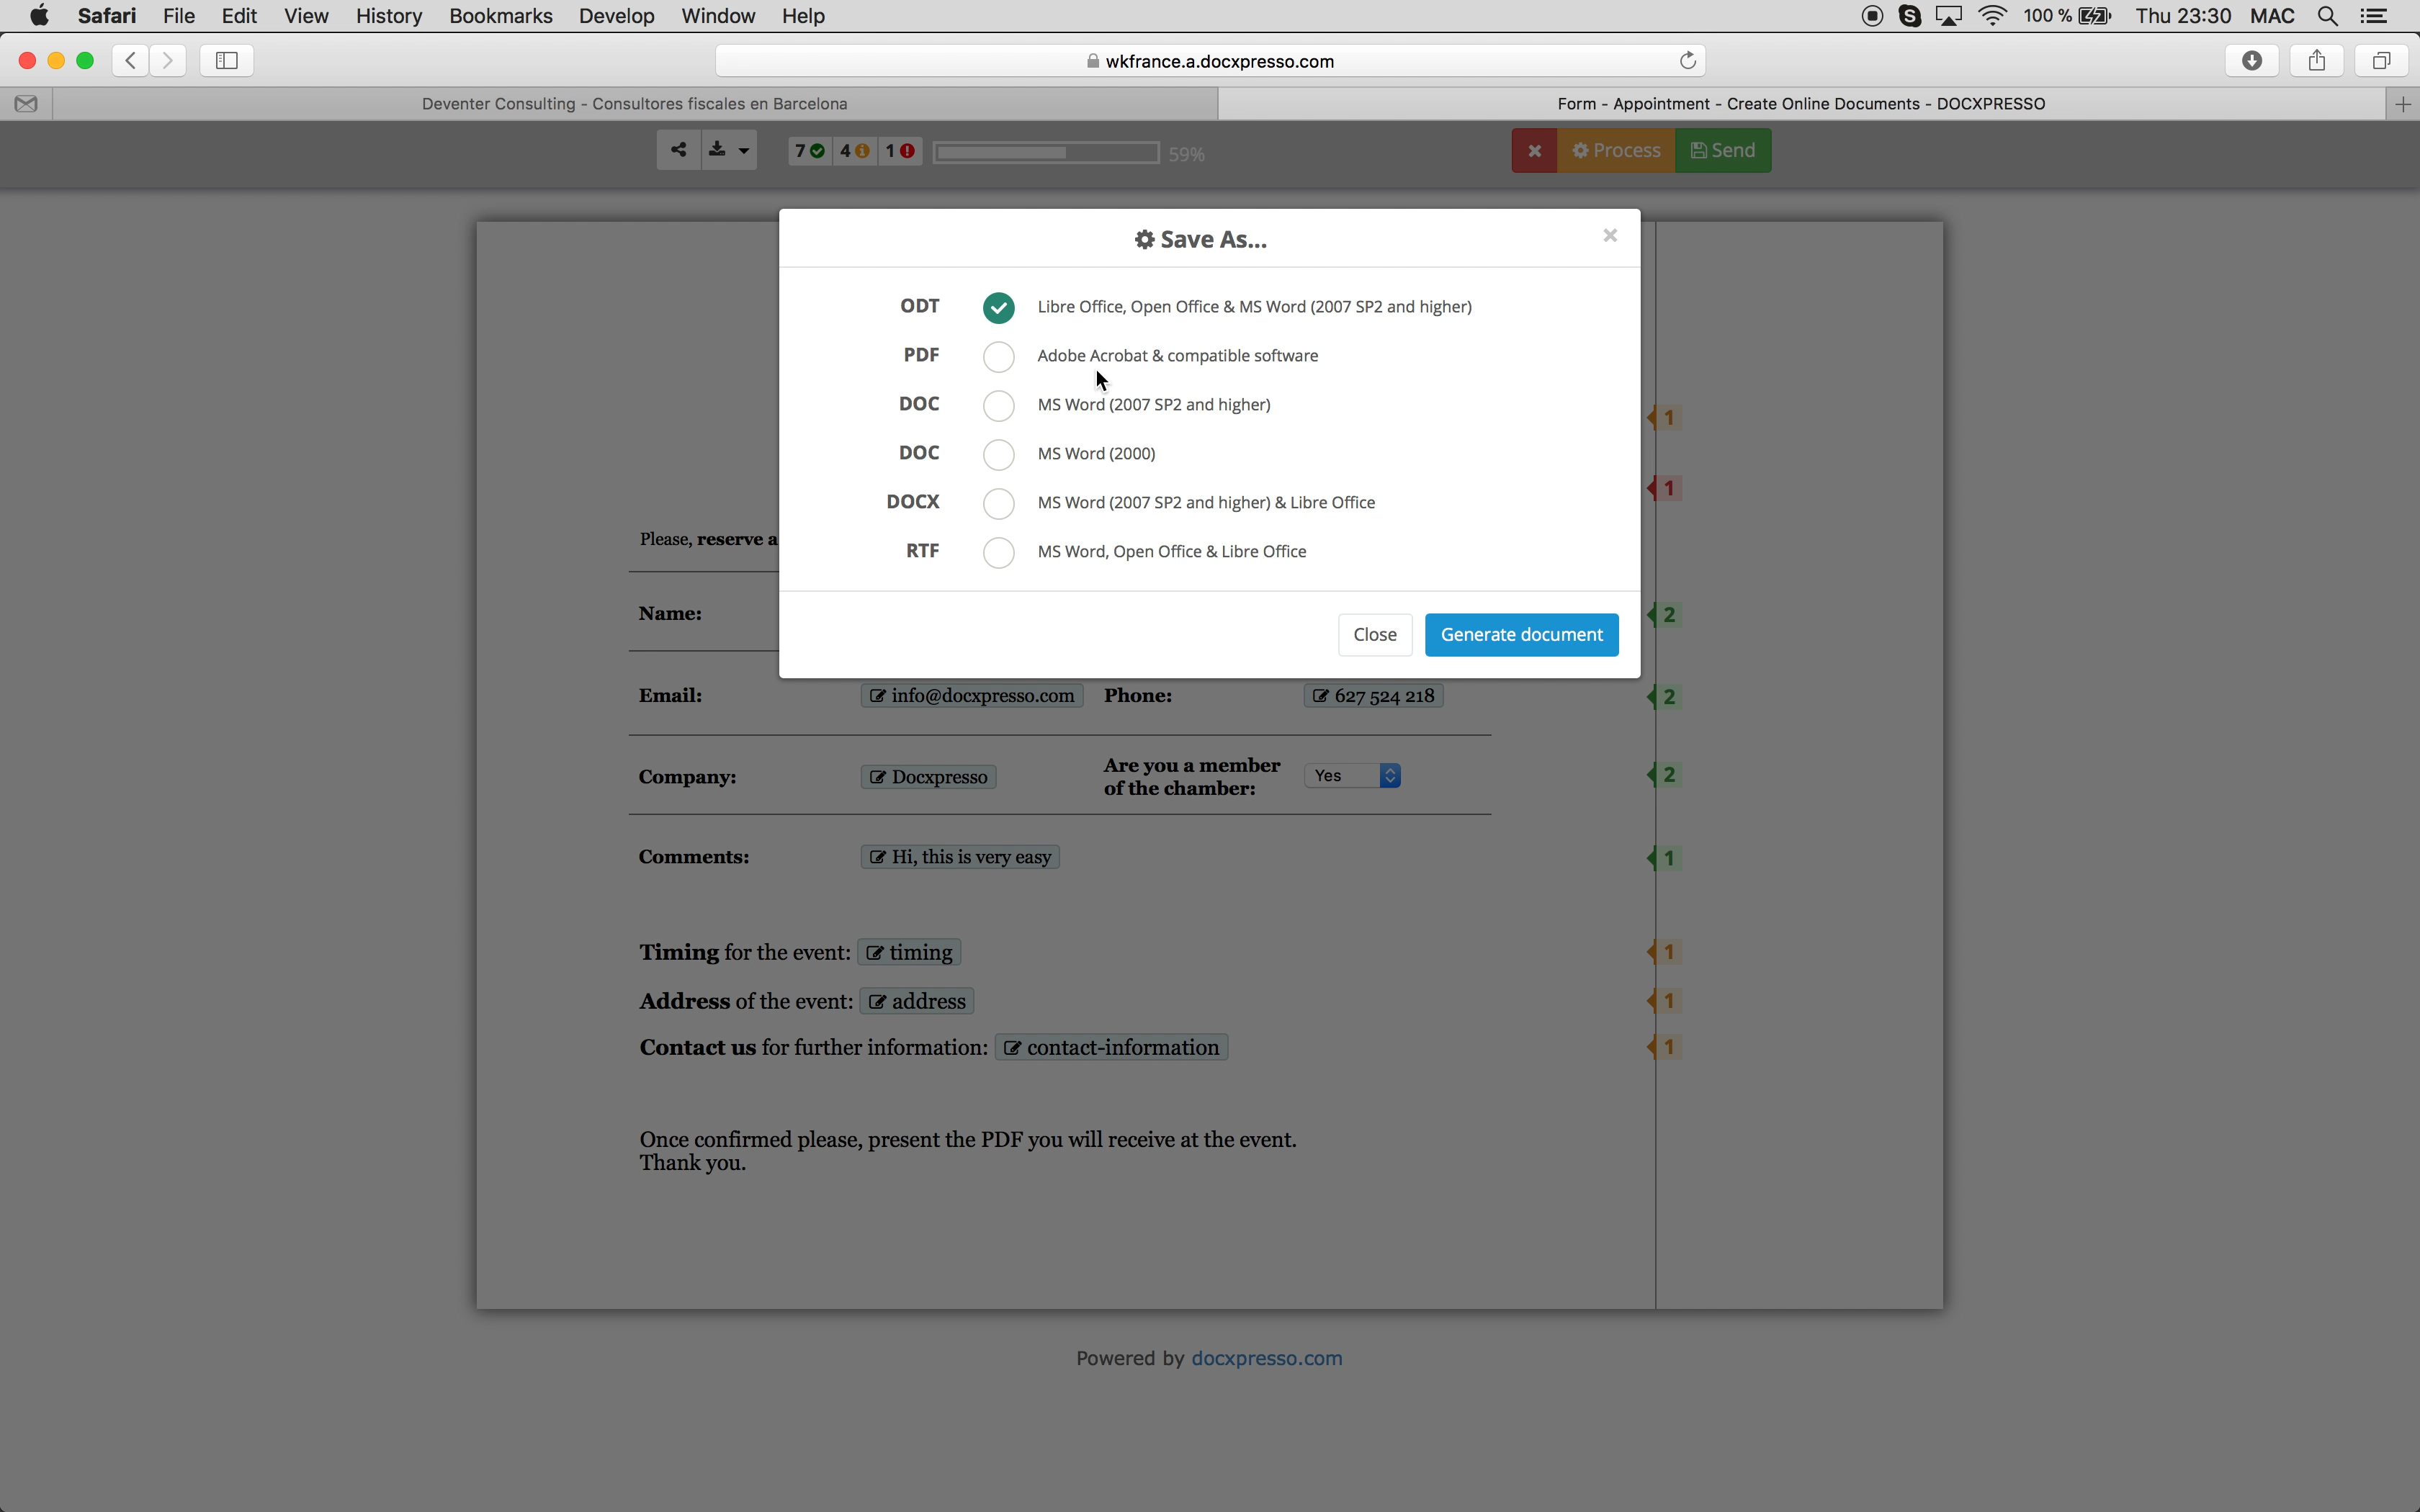 Safari File Edit View History Bookmarks Develop Window Help 100 % Thu 23:30 MAC
wkfrance.a.docxpresso.com
Deventer Consulting - Consultores fiscales en Barcelona
Form - Appointment - Create Online Documents - DOCXPRESSO
7 4 1 59% Process Send
Save As...
ODT Libre Office, Open Office & MS Word (2007 SP2 and higher)
PDF Adobe Acrobat & compatible software
DOC MS Word (2007 SP2 and higher)
DOC MS Word (2000)
DOCX MS Word (2007 SP2 and higher) & Libre Office
RTF MS Word, Open Office & Libre Office
Close Generate document
1
1
Please, reserve a
Name: 2
Email: info@docxpresso.com Phone: 627 524 218 2
Company: Docxpresso Are you a member
of the chamber: Yes 2
Comments: Hi, this is very easy 1
Timing for the event: timing 1
Address of the event: address 1
Contact us for further information: contact-information 1
Once confirmed please, present the PDF you will receive at the event.
Thank you.
Powered by docxpresso.com